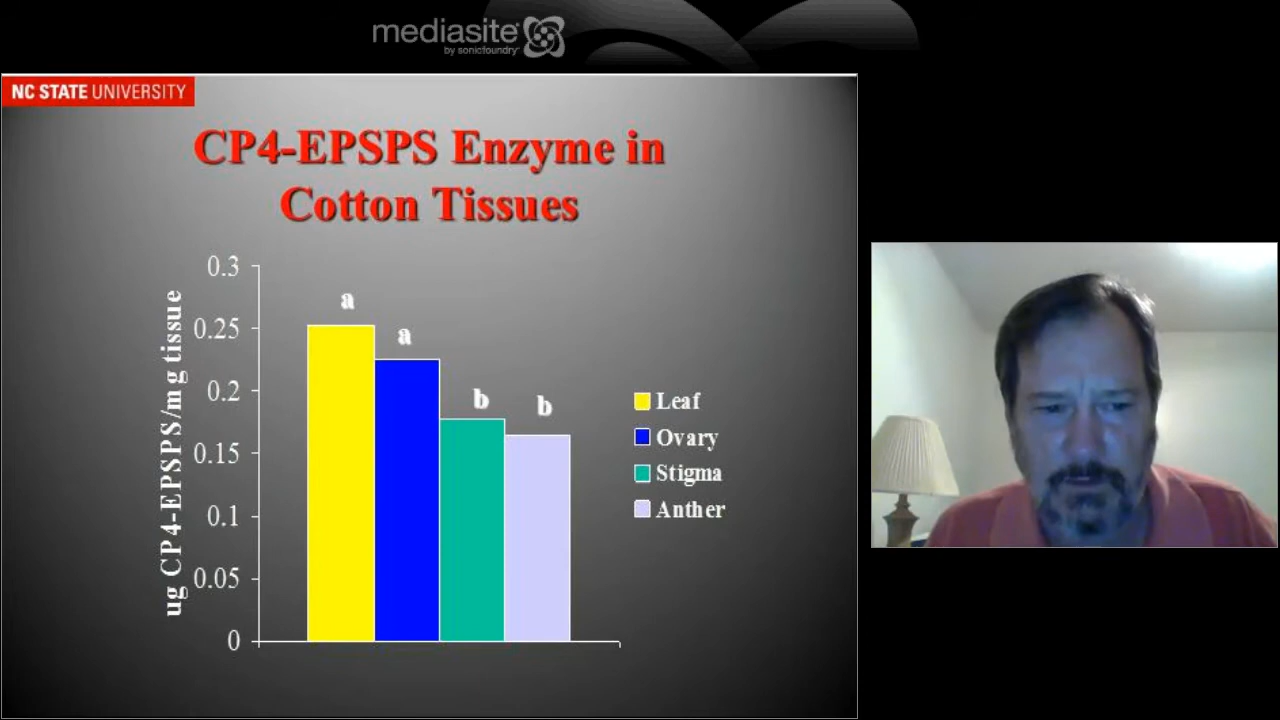 mediasite
by sonicfoundry
NC STATE UNIVERSITY
CP4-EPSPS Enzyme in
Cotton Tissues
ug CP4-EPSPS/mg tissue
0.3
0.25
0.2
0.15
0.1
0.05
0
a
a
b
b
Leaf
Ovary
Stigma
Anther